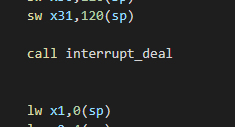 sw x31,120(sp)
call interrupt_deal
lw x1,0(sp)